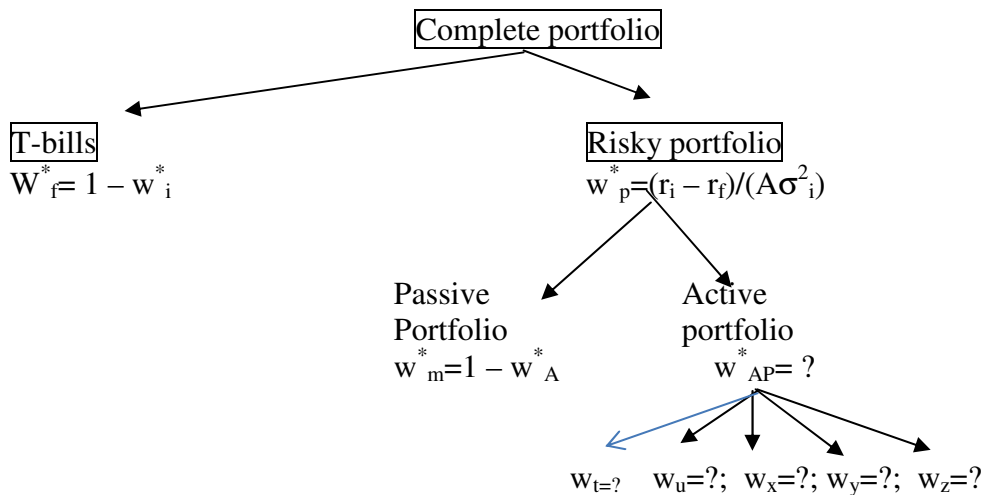 Complete portfolio
T-bills
W*f= 1 – w*i
Risky portfolio
w*p=(ri – rf)/(Aσ2i)
Passive
Portfolio
w*m=1 – w*A
Active
portfolio
w*AP= ?
wt=? wu=?; wx=?; wy=?; wz=?